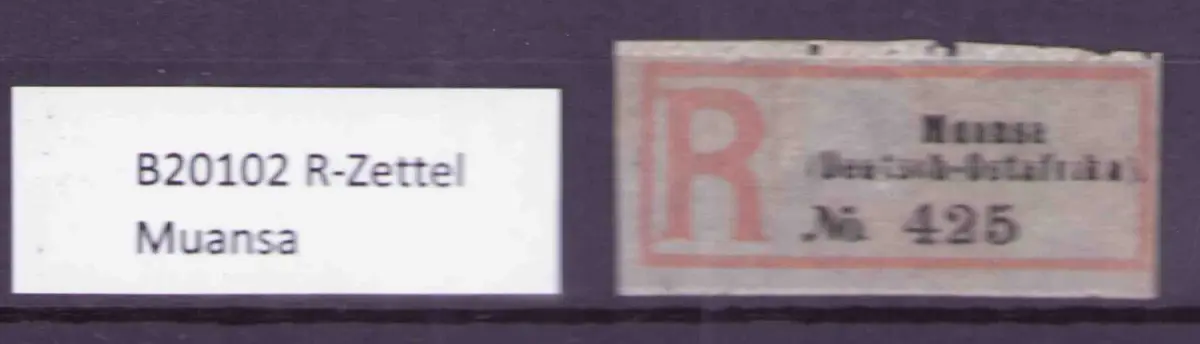 B20102 R-Zettel
Muansa
R
Muansa
(Deutsch-Ostafrika).
№ 425